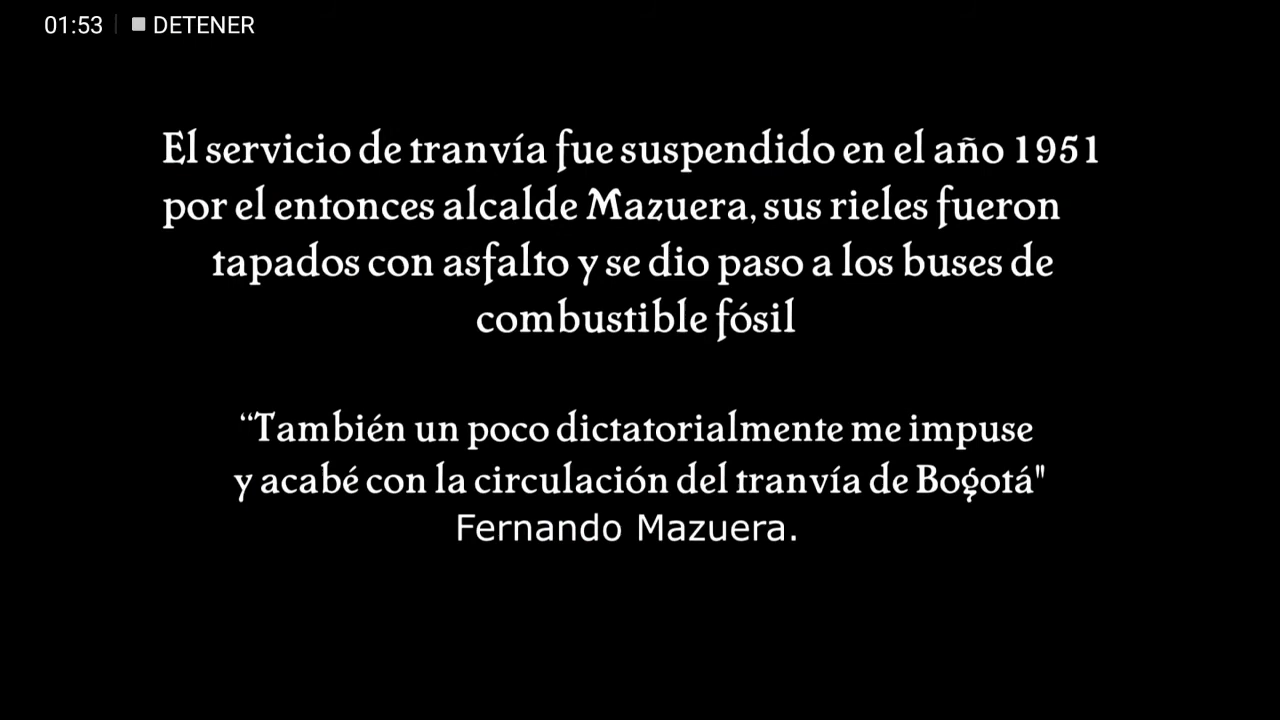 01:53 DETENER
El servicio de tranvía fue suspendido en el año 1951
por el entonces alcalde Mazuera, sus rieles fueron
tapados con asfalto y se dio paso a los buses de
combustible fósil
“También un poco dictatorialmente me impuse
y acabé con la circulación del tranvía de Bogotá"
Fernando Mazuera.